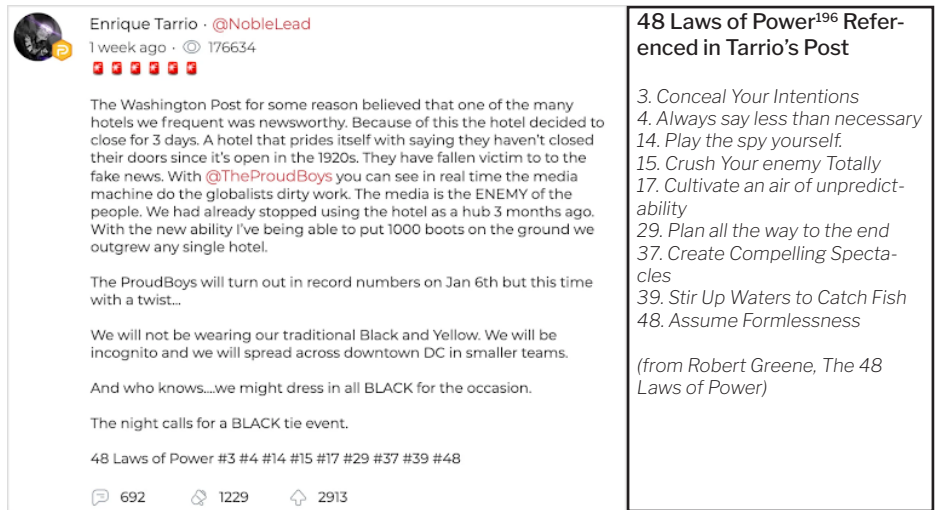 Enrique Tarrio · @NobleLead
1 week ago · 176634
The Washington Post for some reason believed that one of the many
hotels we frequent was newsworthy. Because of this the hotel decided to
close for 3 days. A hotel that prides itself with saying they haven't closed
their doors since it's open in the 1920s. They have fallen victim to to the
fake news. With @TheProudBoys you can see in real time the media
machine do the globalists dirty work. The media is the ENEMY of the
people. We had already stopped using the hotel as a hub 3 months ago.
With the new ability I've being able to put 1000 boots on the ground we
outgrew any single hotel.
The ProudBoys will turn out in record numbers on Jan 6th but this time
with a twist...
We will not be wearing our traditional Black and Yellow. We will be
incognito and we will spread across downtown DC in smaller teams.
And who knows....we might dress in all BLACK for the occasion.
The night calls for a BLACK tie event.
48 Laws of Power #3 #4 #14 #15 #17 #29 #37 #39 #48
692 1229 2913
48 Laws of Power¹⁹⁶ Refer-
enced in Tarrio's Post
3. Conceal Your Intentions
4. Always say less than necessary
14. Play the spy yourself.
15. Crush Your enemy Totally
17. Cultivate an air of unpredict-
ability
29. Plan all the way to the end
37. Create Compelling Specta-
cles
39. Stir Up Waters to Catch Fish
48. Assume Formlessness
(from Robert Greene, The 48
Laws of Power)